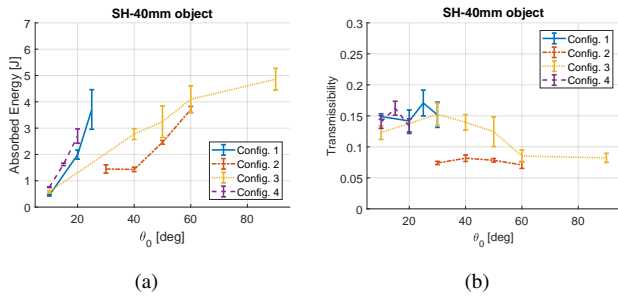 SH-40mm object
Absorbed Energy [J]
7
6
5
4
3
2
1
0
Config. 1
Config. 2
Config. 3
Config. 4
20
40
60
80
θ0 [deg]
(a)
SH-40mm object
Transmissibility
0.3
0.25
0.2
0.15
0.1
0.05
0
Config. 1
Config. 2
Config. 3
Config. 4
20
40
60
80
θ0 [deg]
(b)